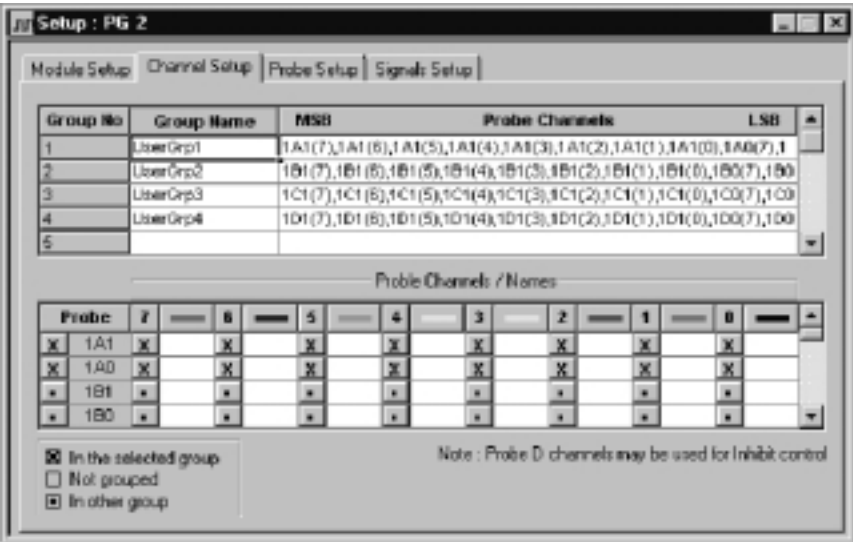 Setup : PG 2
Module Setup Channel Setup Probe Setup Signals Setup
Group No Group Name MSB Probe Channels LSB
1 UserGrp1 1A1(7),1A1(6),1A1(5),1A1(4),1A1(3),1A1(2),1A1(1),1A1(0),1A0(7),1
2 UserGrp2 1B1(7),1B1(6),1B1(5),1B1(4),1B1(3),1B1(2),1B1(1),1B1(0),1B0(7),1B0
3 UserGrp3 1C1(7),1C1(6),1C1(5),1C1(4),1C1(3),1C1(2),1C1(1),1C1(0),1C0(7),1C0
4 UserGrp4 1D1(7),1D1(6),1D1(5),1D1(4),1D1(3),1D1(2),1D1(1),1D1(0),1D0(7),1D0
5
Probe Channels / Names
Probe 7 6 5 4 3 2 1 0
X 1A1 X X X X X X X X
X 1A0 X X X X X X X X
1B1
1B0
In the selected group
Not grouped
In other group
Note : Probe D channels may be used for Inhibit control